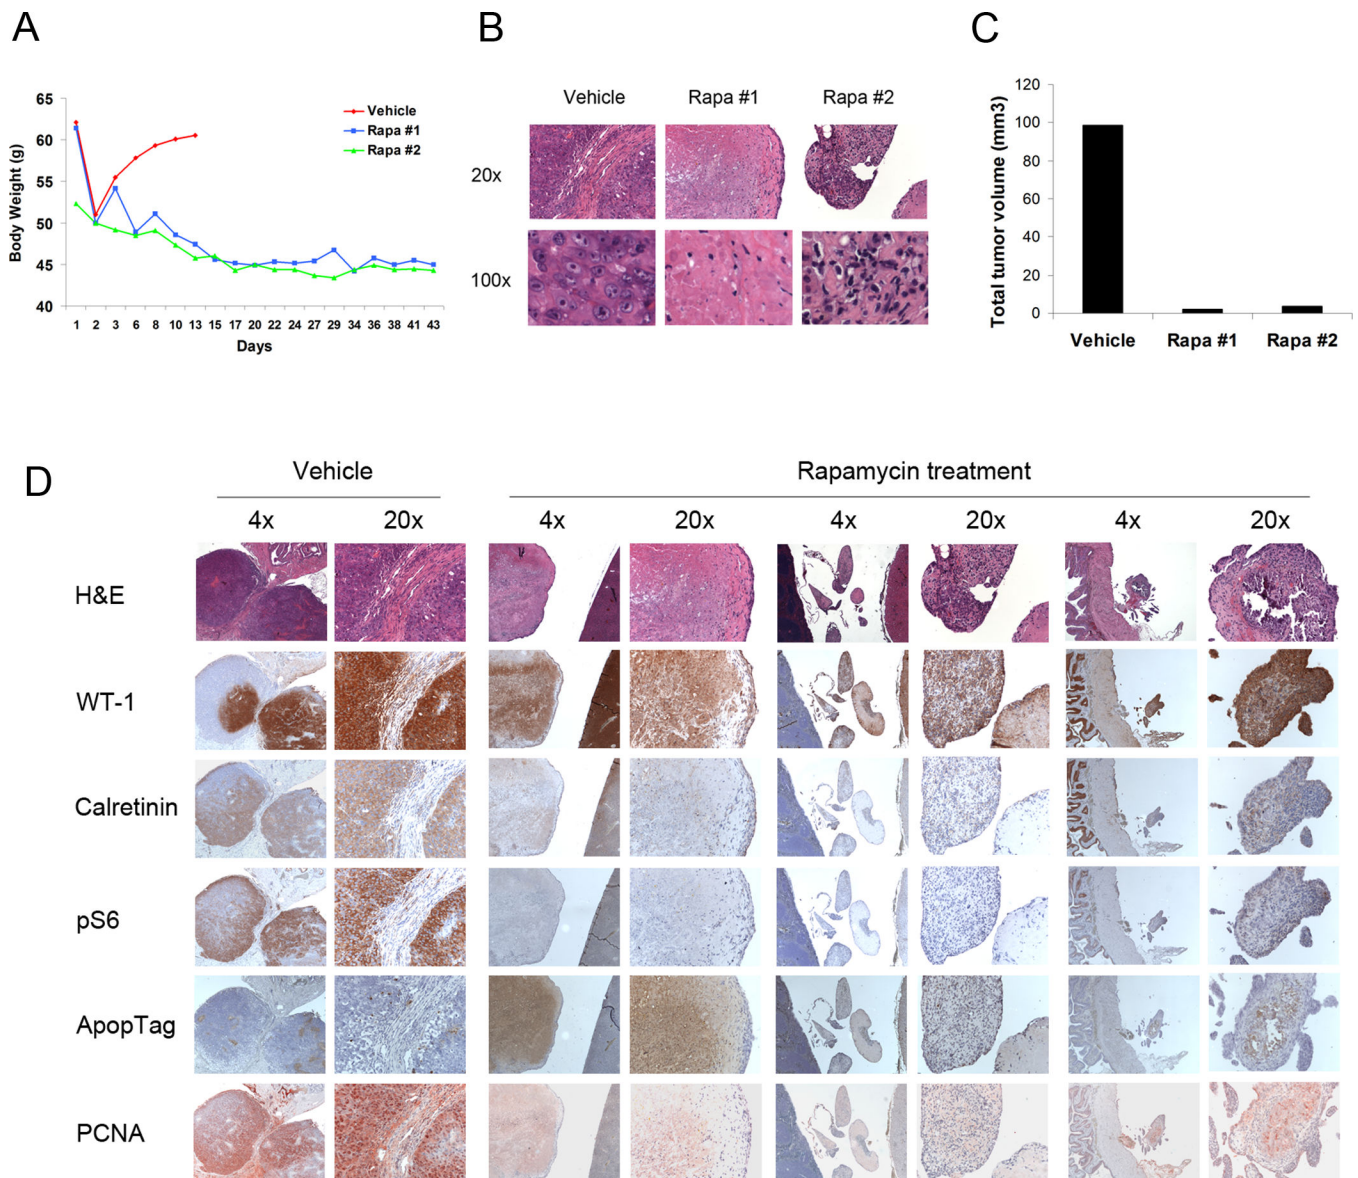 A
B
C
65
60
55
50
45
40
Body Weight (g)
Vehicle
Rapa #1
Rapa #2
1 2 3 6 8 10 13 15 17 20 22 24 27 29 34 36 38 41 43
Days
Vehicle Rapa #1 Rapa #2
20x
100x
120
100
80
60
40
20
0
Total tumor volume (mm3)
Vehicle Rapa #1 Rapa #2
D
Vehicle Rapamycin treatment
4x 20x 4x 20x 4x 20x 4x 20x
H&E
WT-1
Calretinin
pS6
ApopTag
PCNA